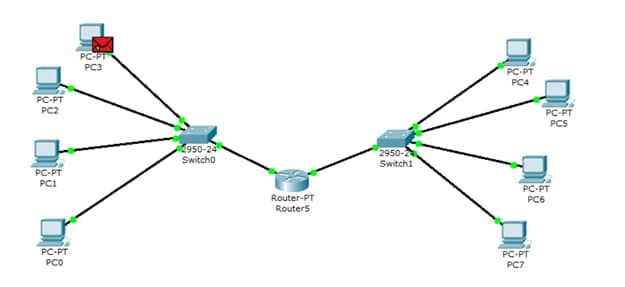 PC-PT
PC3
PC-PT
PC2
PC-PT
PC1
PC-PT
PC0
2950-24
Switch0
Router-PT
Router5
2950-24
Switch1
PC-PT
PC4
PC-PT
PC5
PC-PT
PC6
PC-PT
PC7